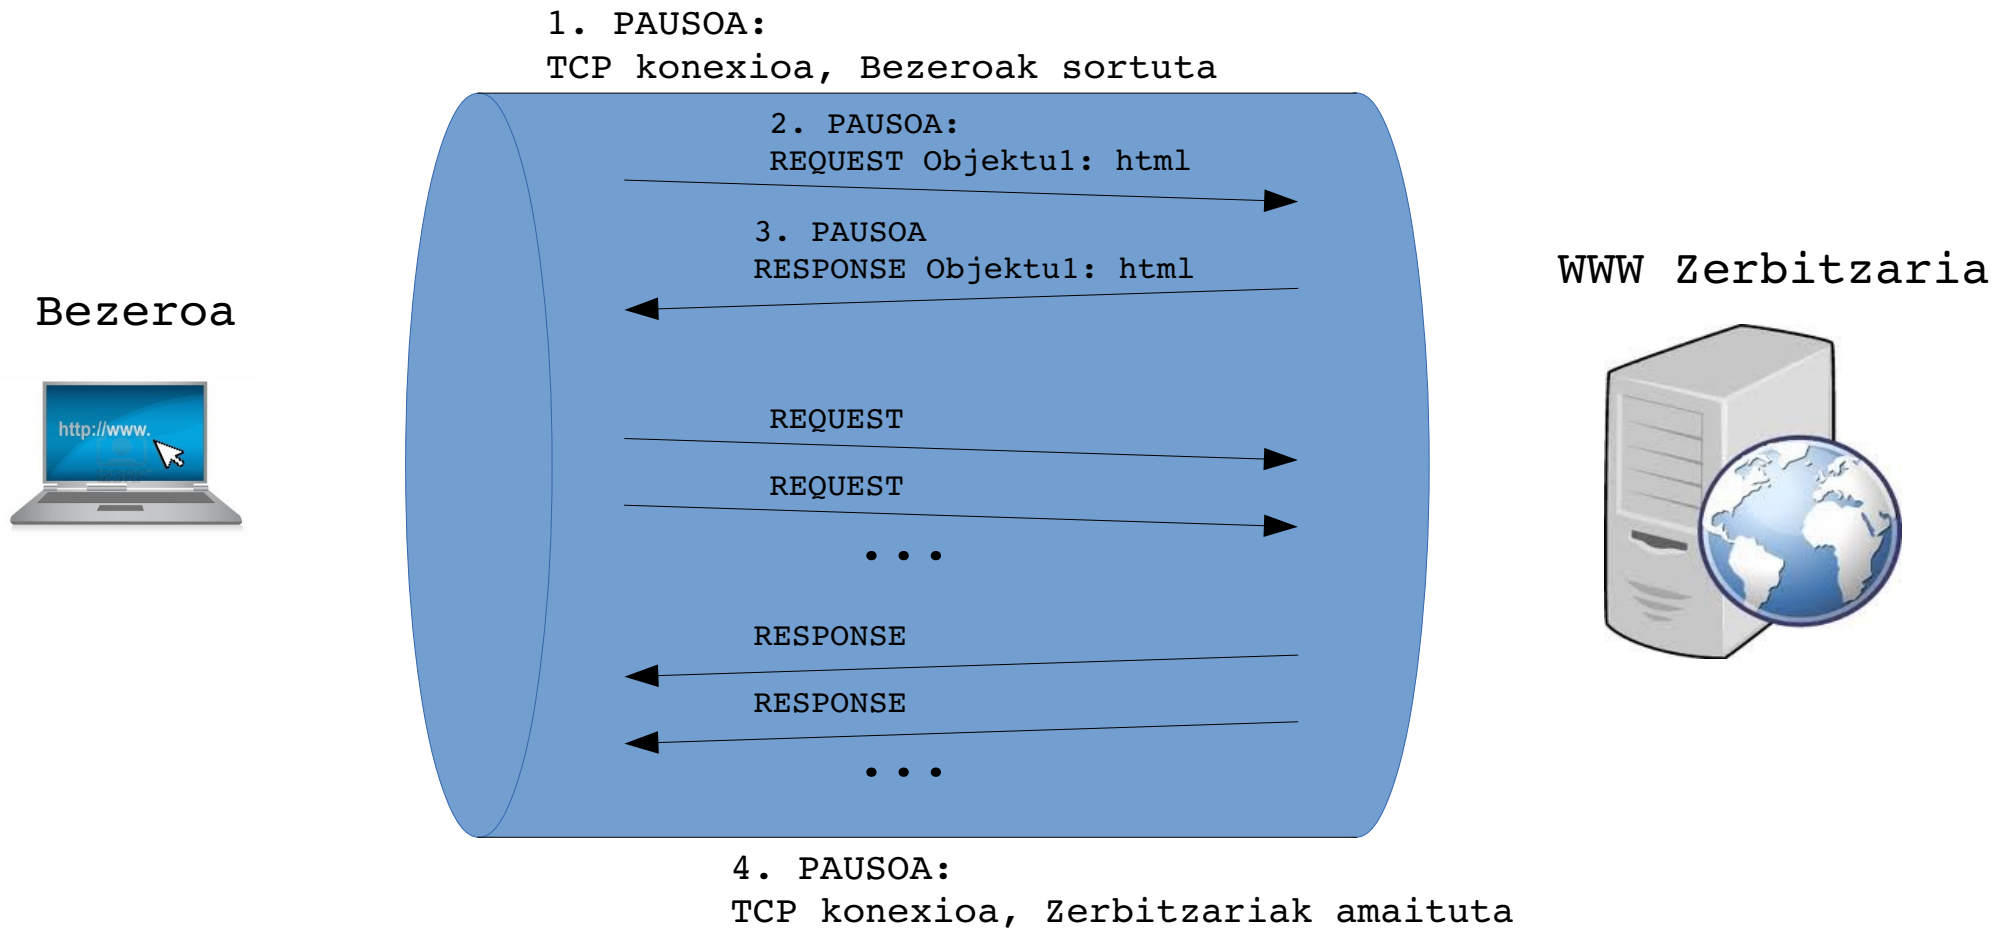 1. PAUSOA:
TCP konexioa, Bezeroak sortuta
2. PAUSOA:
REQUEST Objektu1: html
3. PAUSOA
RESPONSE Objektu1: html
WWW Zerbitzaria
Bezeroa
http://www.
REQUEST
REQUEST
...
RESPONSE
RESPONSE
...
4. PAUSOA:
TCP konexioa, Zerbitzariak amaituta